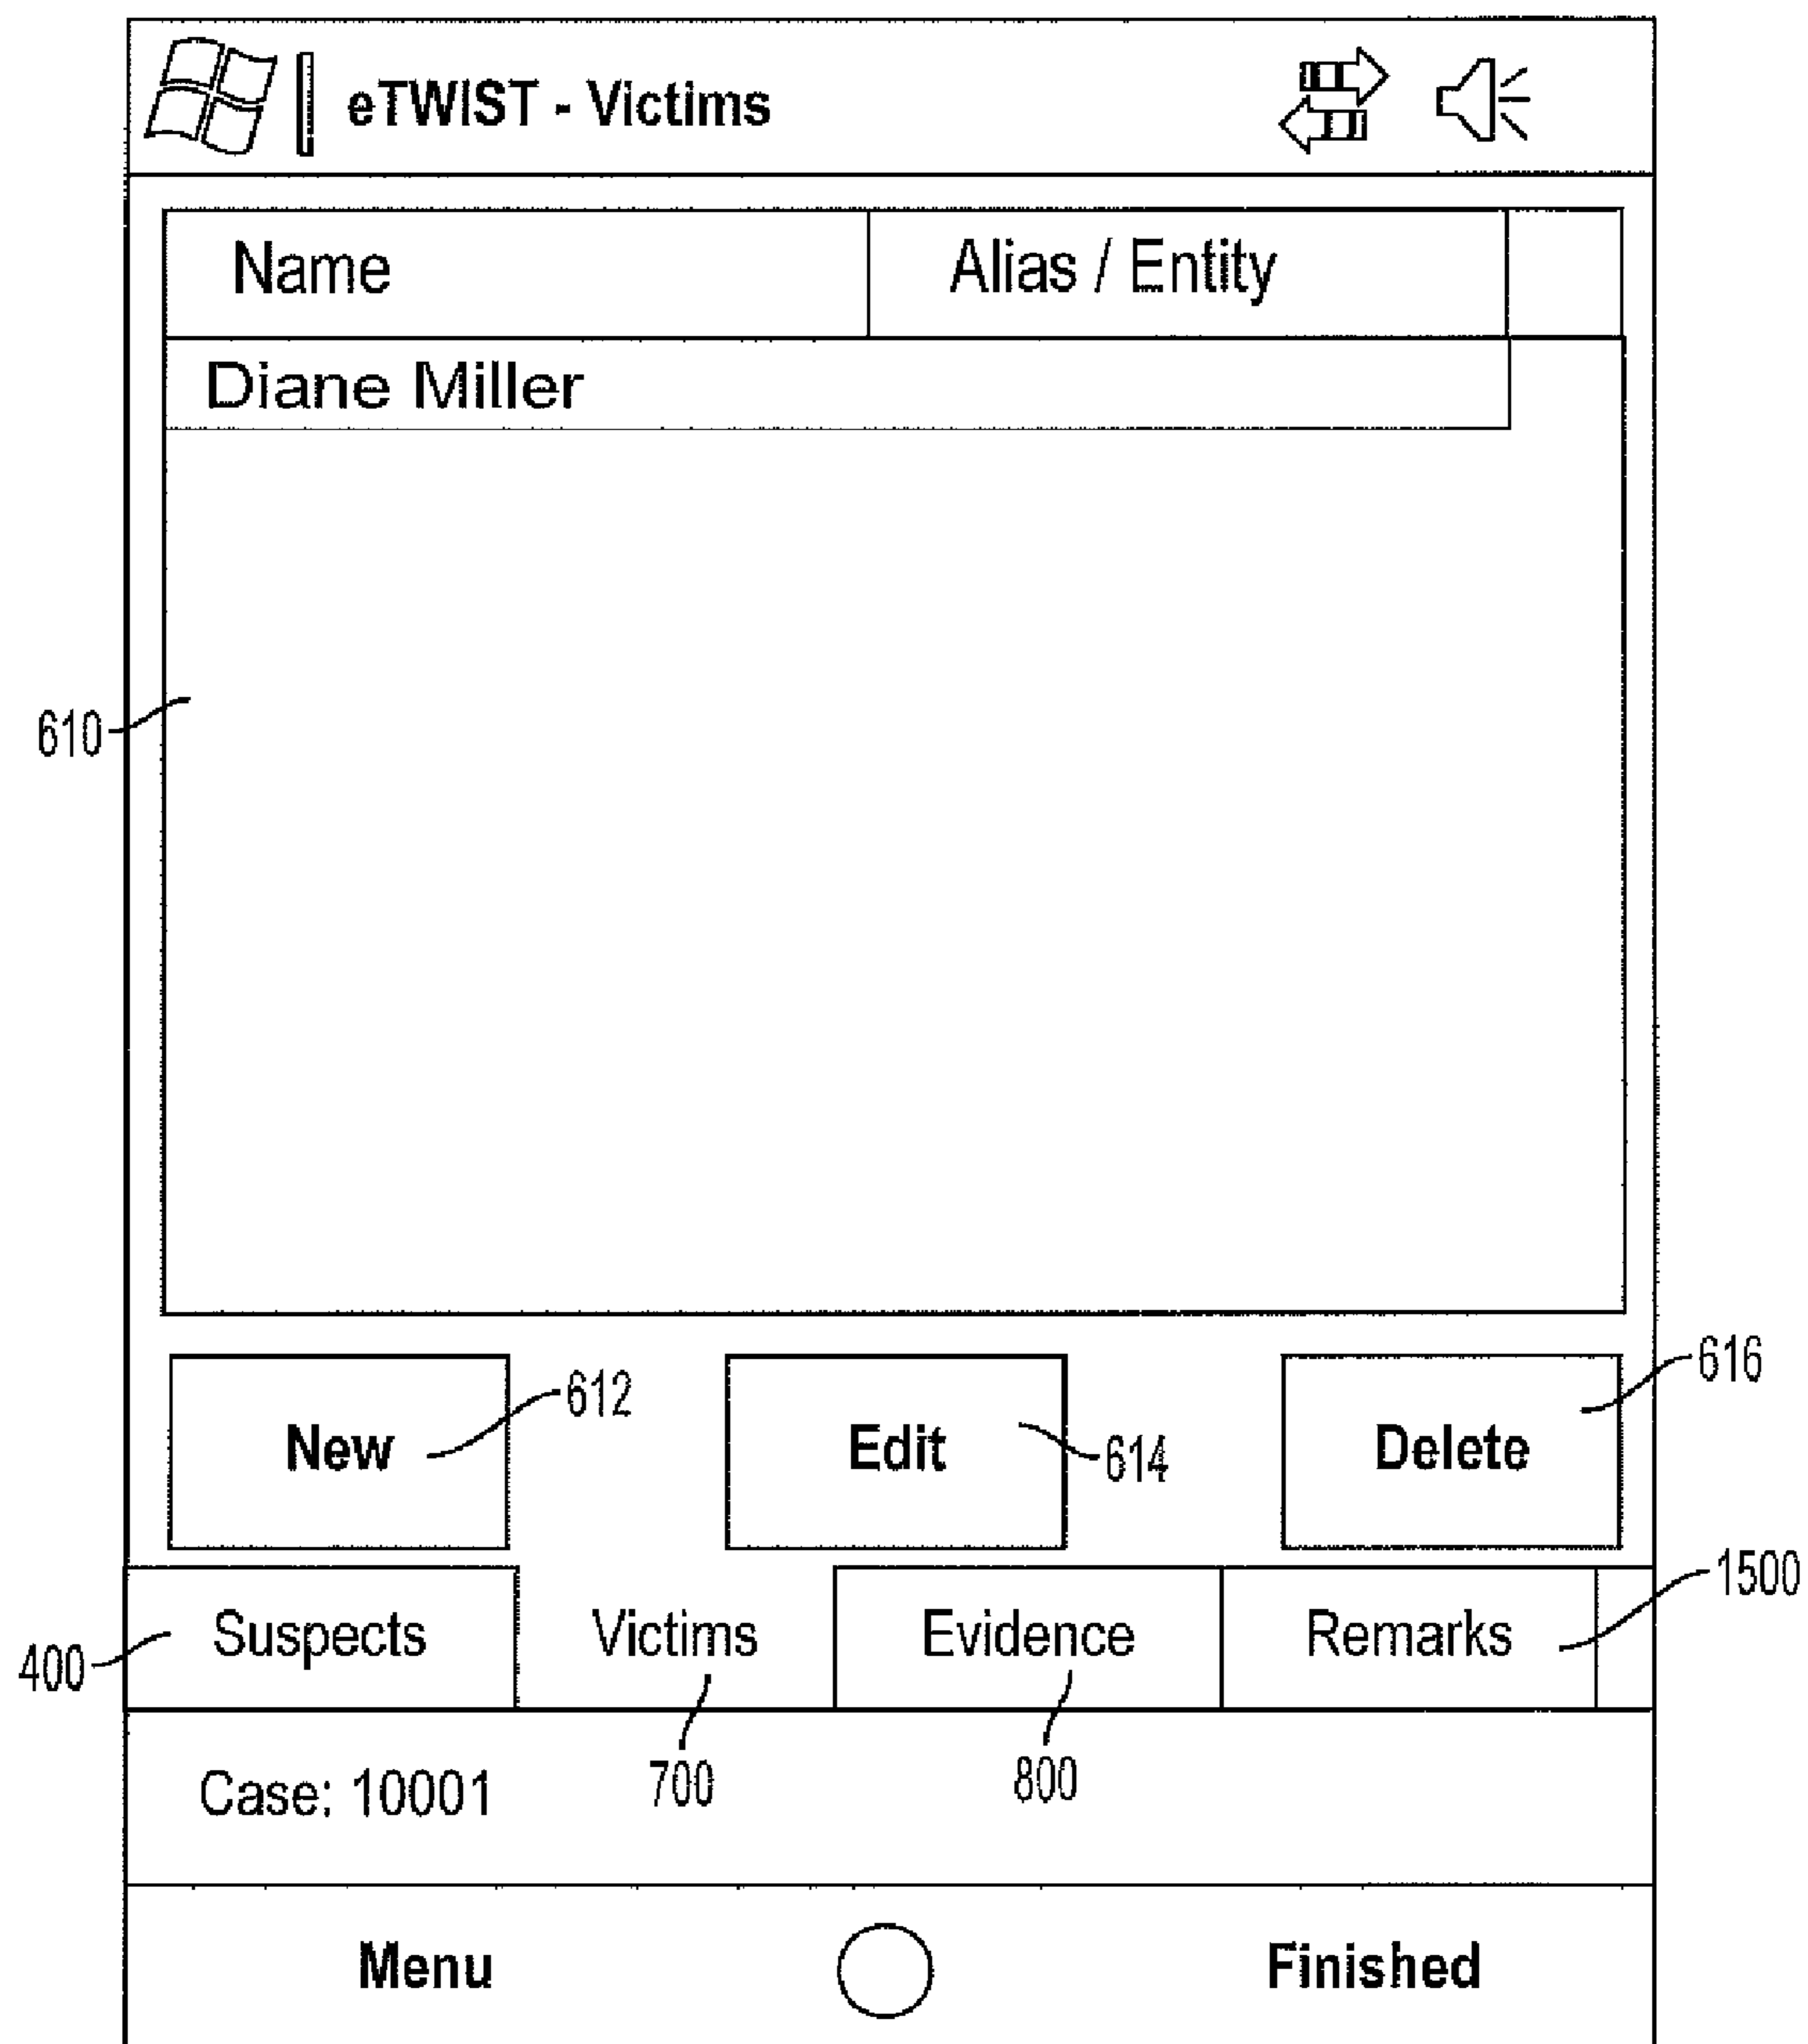 eTWIST - Victims
Name Alias / Entity
Diane Miller
610
616
612
New Edit Delete
614
1500
Suspects Victims Evidence Remarks
400
700 800
Case: 10001
Menu Finished